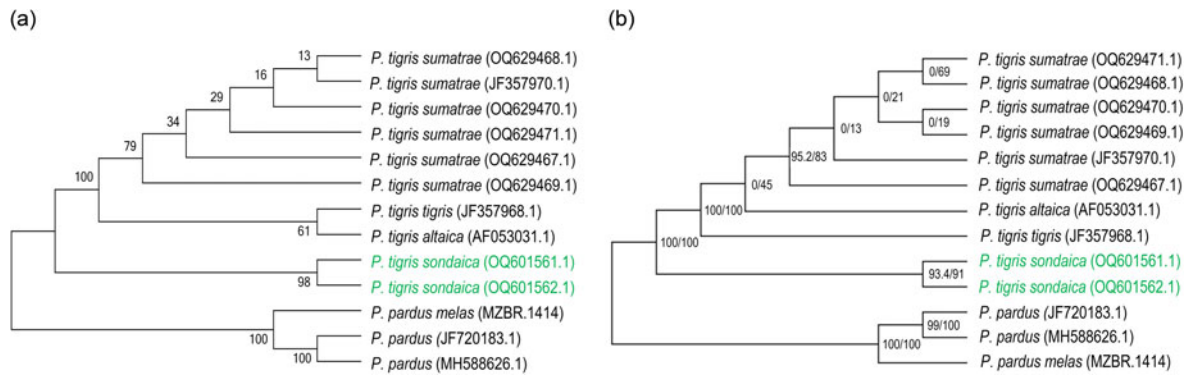 (a)
13
P. tigris sumatrae (OQ629468.1)
16
P. tigris sumatrae (JF357970.1)
29
P. tigris sumatrae (OQ629470.1)
34
P. tigris sumatrae (OQ629471.1)
79
P. tigris sumatrae (OQ629467.1)
100
P. tigris sumatrae (OQ629469.1)
P. tigris tigris (JF357968.1)
61
P. tigris altaica (AF053031.1)
P. tigris sondaica (OQ601561.1)
98
P. tigris sondaica (OQ601562.1)
P. pardus melas (MZBR.1414)
100
P. pardus (JF720183.1)
100
P. pardus (MH588626.1)
(b)
P. tigris sumatrae (OQ629471.1)
0/69
P. tigris sumatrae (OQ629468.1)
0/21
P. tigris sumatrae (OQ629470.1)
0/19
P. tigris sumatrae (OQ629469.1)
0/13
P. tigris sumatrae (JF357970.1)
95.2/83
P. tigris sumatrae (OQ629467.1)
0/45
P. tigris altaica (AF053031.1)
100/100
P. tigris tigris (JF357968.1)
100/100
P. tigris sondaica (OQ601561.1)
93.4/91
P. tigris sondaica (OQ601562.1)
P. pardus (JF720183.1)
99/100
P. pardus (MH588626.1)
100/100
P. pardus melas (MZBR.1414)